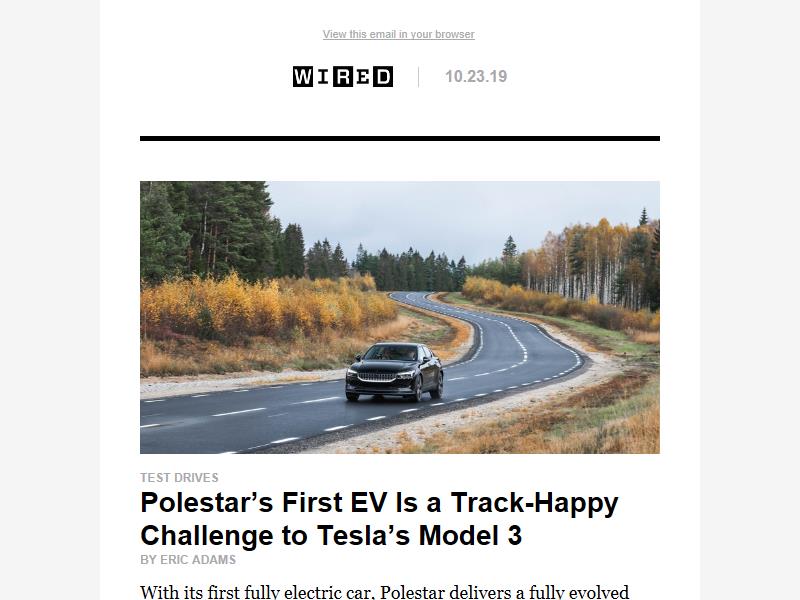 View this email in your browser
WIRED 10.23.19
TEST DRIVES
Polestar’s First EV Is a Track-Happy
Challenge to Tesla’s Model 3
BY ERIC ADAMS
With its first fully electric car, Polestar delivers a fully evolved